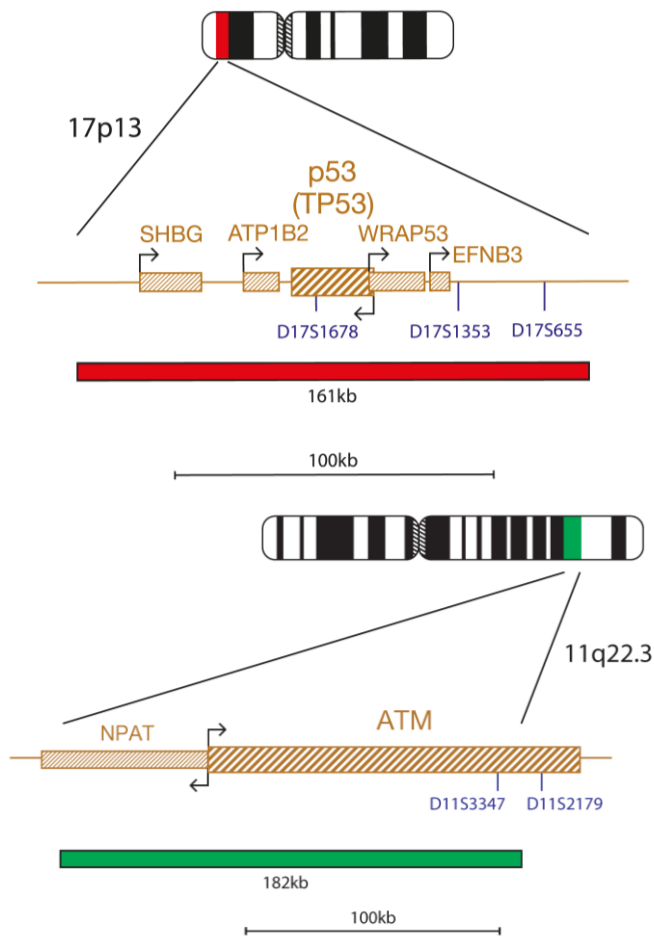 17p13
p53
(TP53)
SHBG
ATP1B2
WRAP53
EFNB3
D17S1678
D17S1353
D17S655
161kb
100kb
11q22.3
NPAT
ATM
D11S3347
D11S2179
182kb
100kb